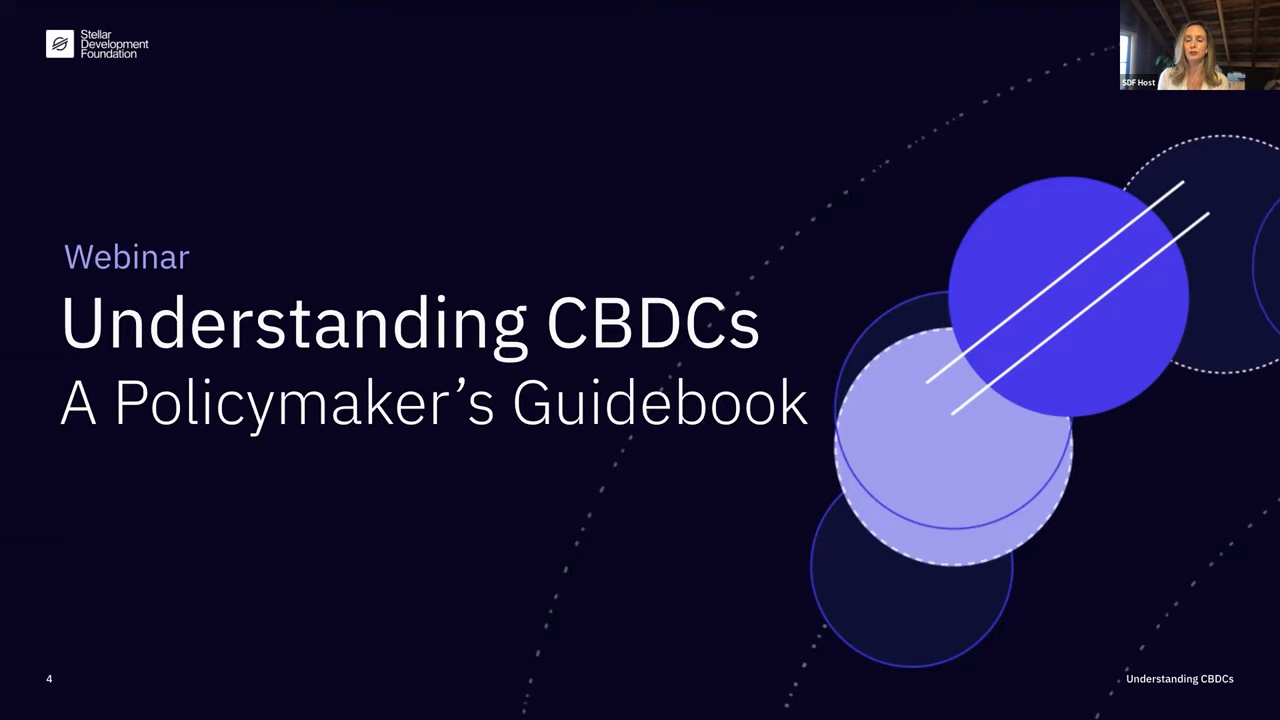 Stellar
Development
Foundation
SDF Host
Webinar
Understanding CBDCs
A Policymaker’s Guidebook
4
Understanding CBDCs